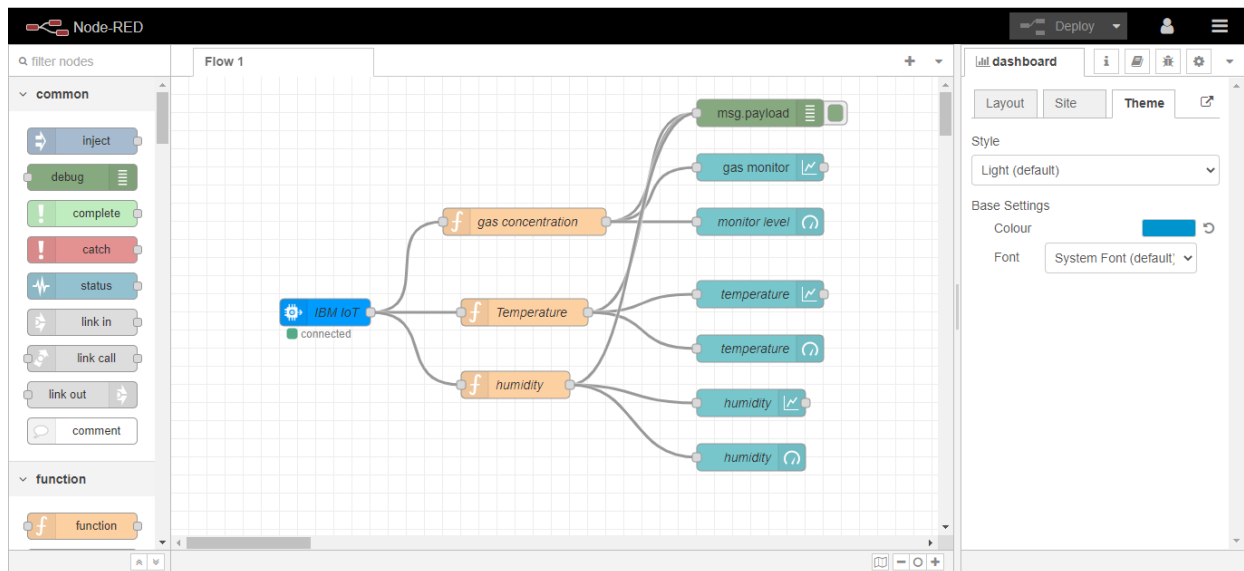 Node-RED
Deploy
filter nodes
common
inject
debug
complete
catch
status
link in
link call
link out
comment
function
function
Flow 1
IBM IoT
connected
gas concentration
Temperature
humidity
msg.payload
gas monitor
monitor level
temperature
temperature
humidity
humidity
dashboard
i
Layout
Site
Theme
Style
Light (default)
Base Settings
Colour
Font
System Font (default)